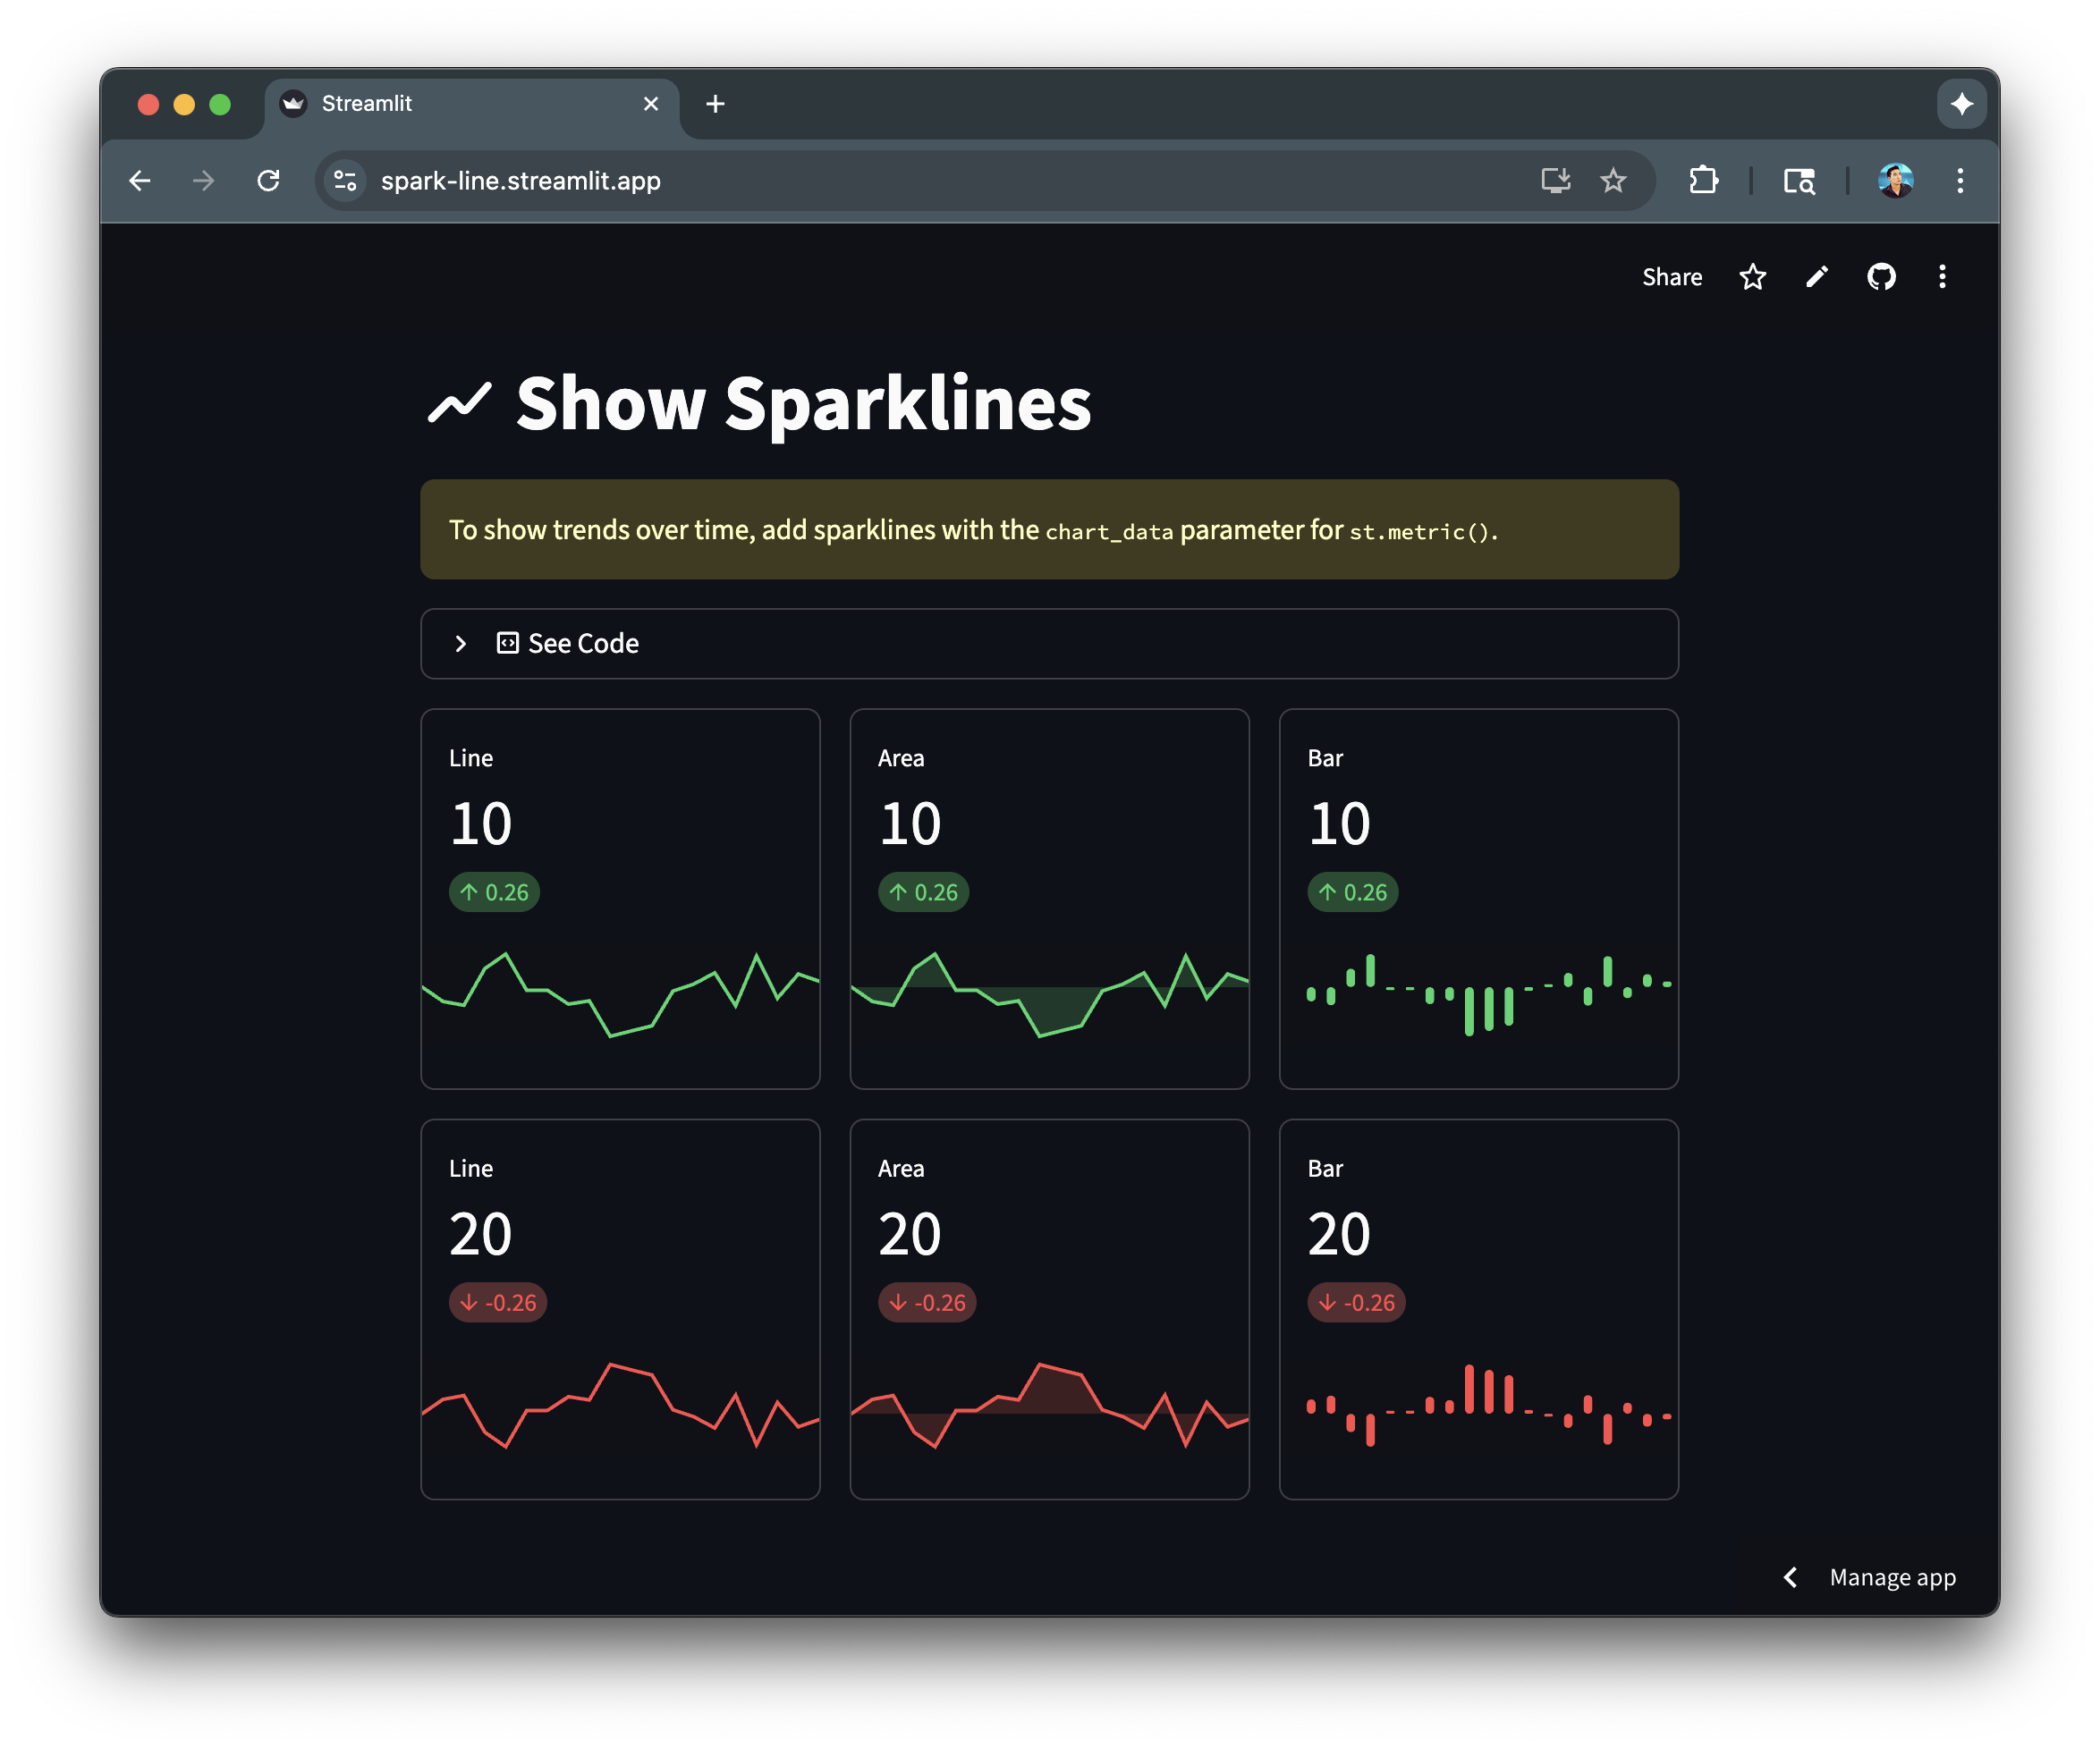 Streamlit
spark-line.streamlit.app
Share
Show Sparklines
To show trends over time, add sparklines with the chart_data parameter for st.metric().
See Code
Line
10
↑ 0.26
Area
10
↑ 0.26
Bar
10
↑ 0.26
Line
20
↓ -0.26
Area
20
↓ -0.26
Bar
20
↓ -0.26
Manage app